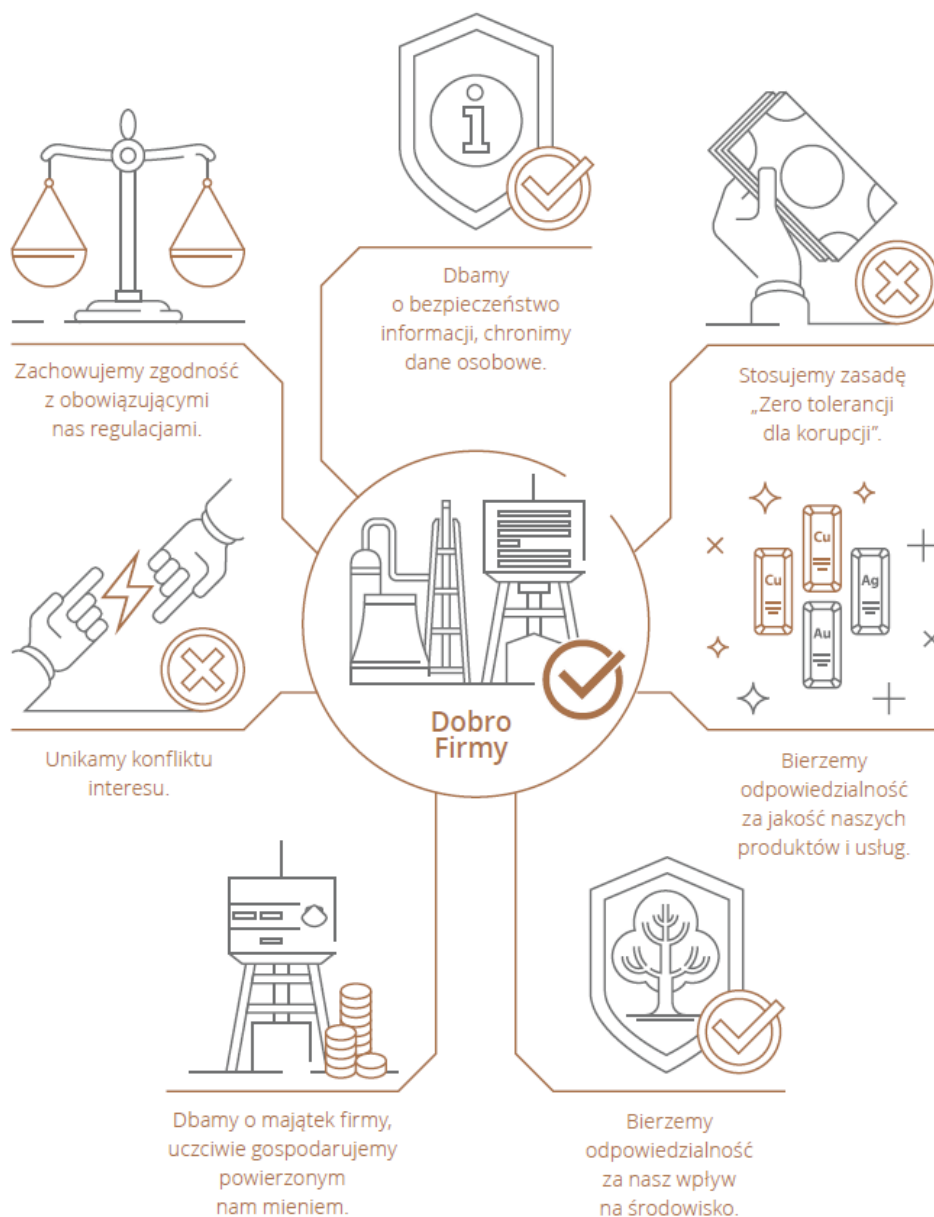 Dbamy
o bezpieczeństwo
informacji, chronimy
dane osobowe.
Zachowujemy zgodność
z obowiązującymi
nas regulacjami.
Stosujemy zasadę
„Zero tolerancji
dla korupcji”.
Cu
Cu
Ag
Au
Dobro
Firmy
Unikamy konfliktu
interesu.
Bierzemy
odpowiedzialność
za jakość naszych
produktów i usług.
Dbamy o majątek firmy,
uczciwie gospodarujemy
powierzonym
nam mieniem.
Bierzemy
odpowiedzialność
za nasz wpływ
na środowisko.